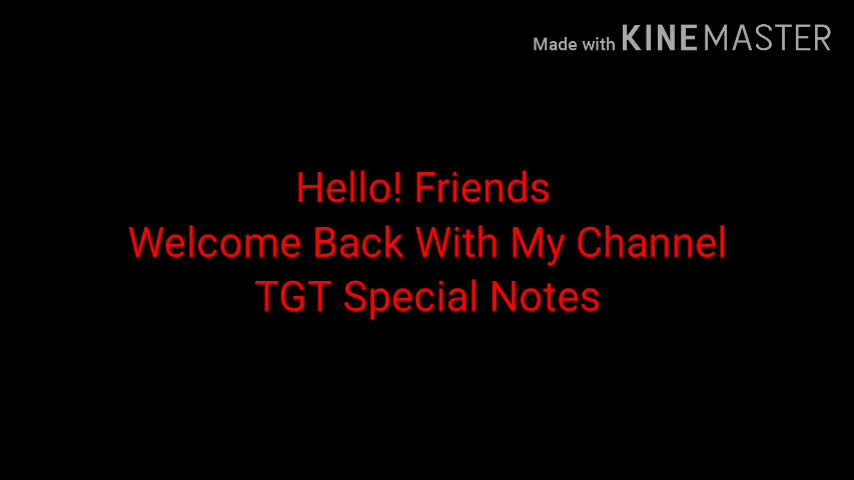 Made with KINEMASTER
Hello! Friends
Welcome Back With My Channel
TGT Special Notes